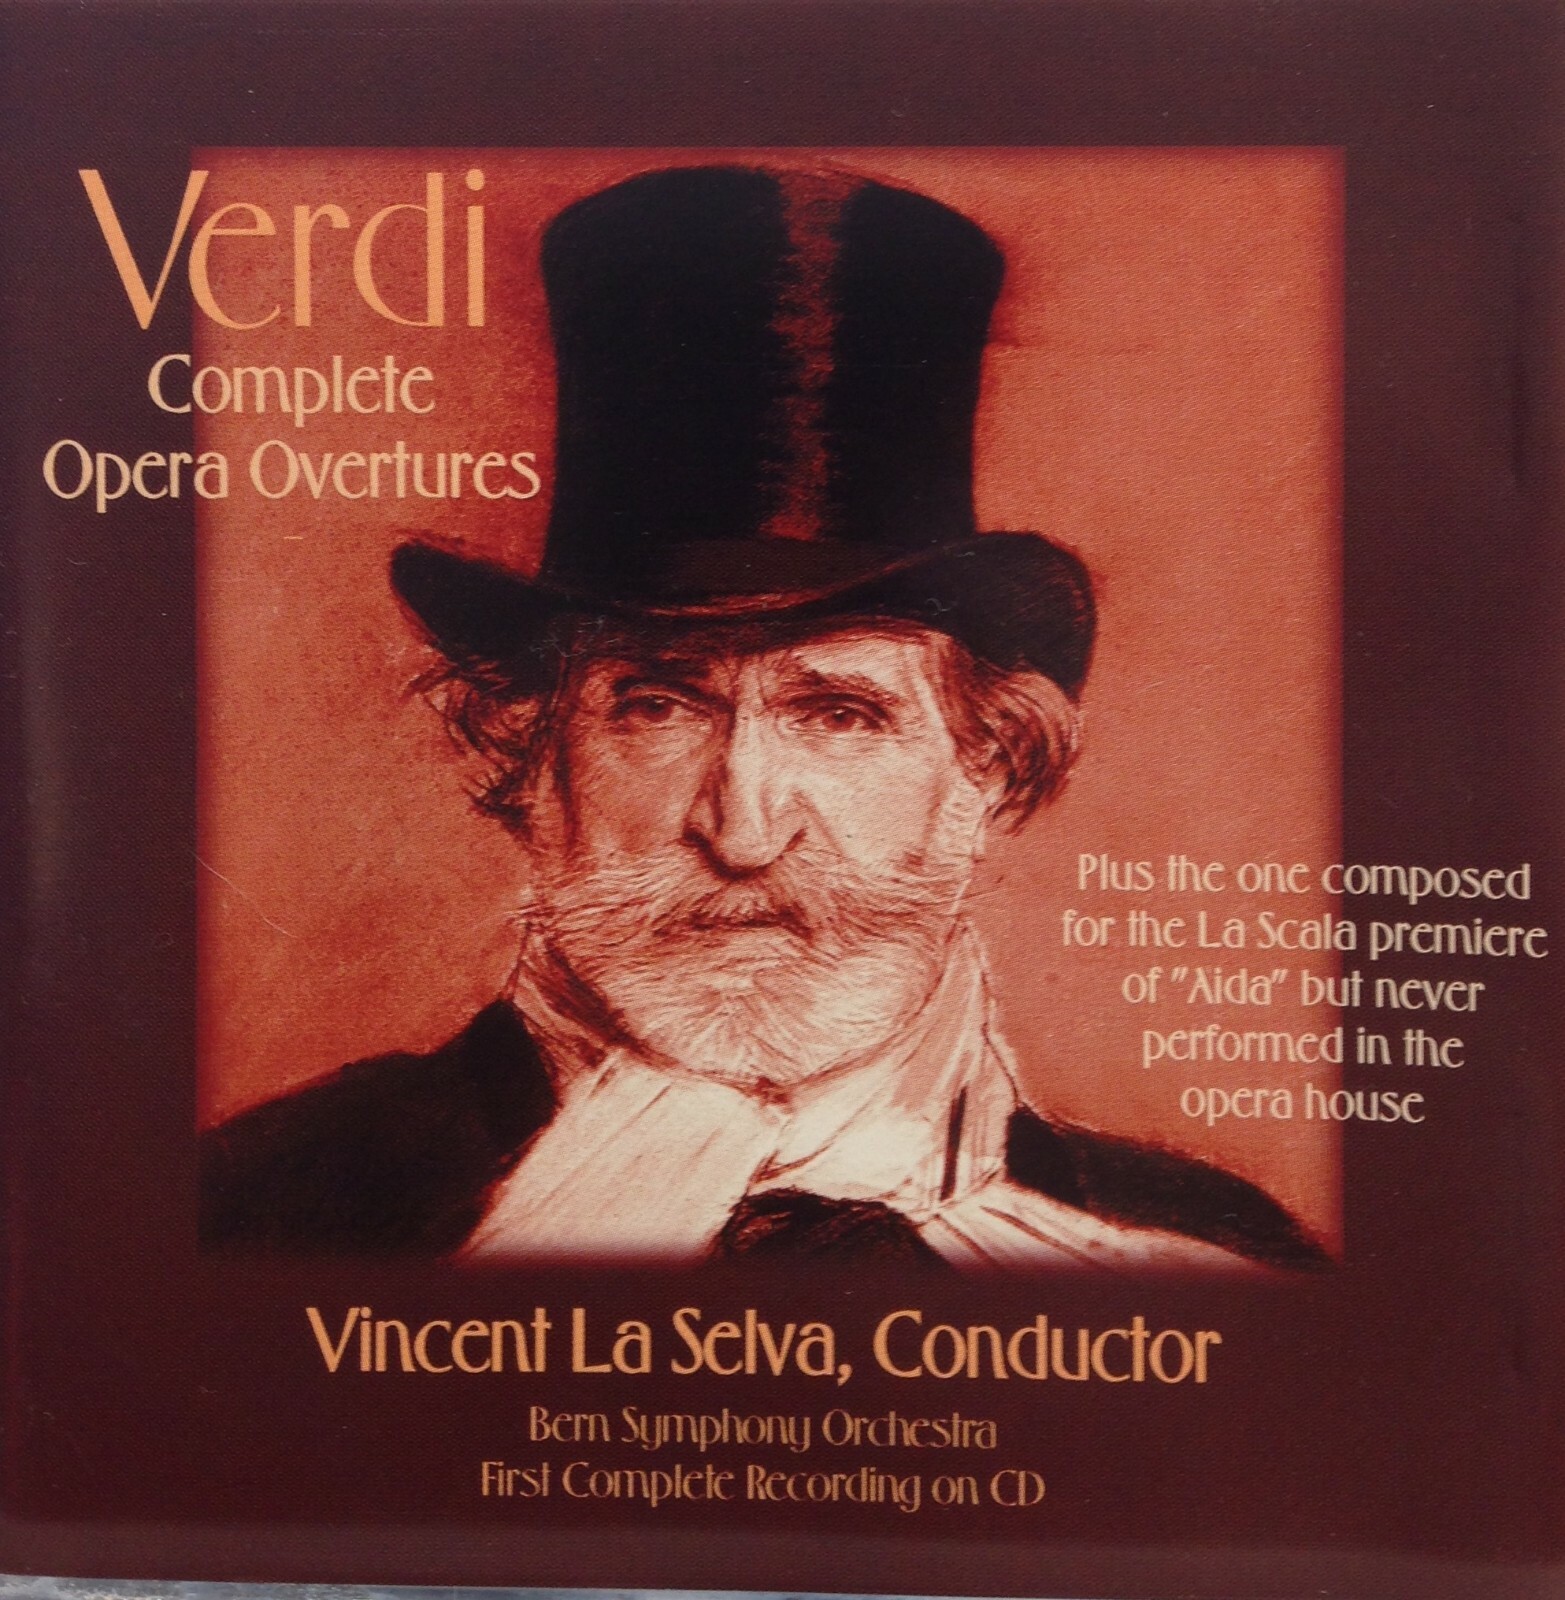 Verdi
Complete
Opera Overtures
Plus the one composed
for the La Scala premiere
of "Aida" but never
performed in the
opera house
Vincent La Selva, Conductor
Bern Symphony Orchestra
First Complete Recording on CD